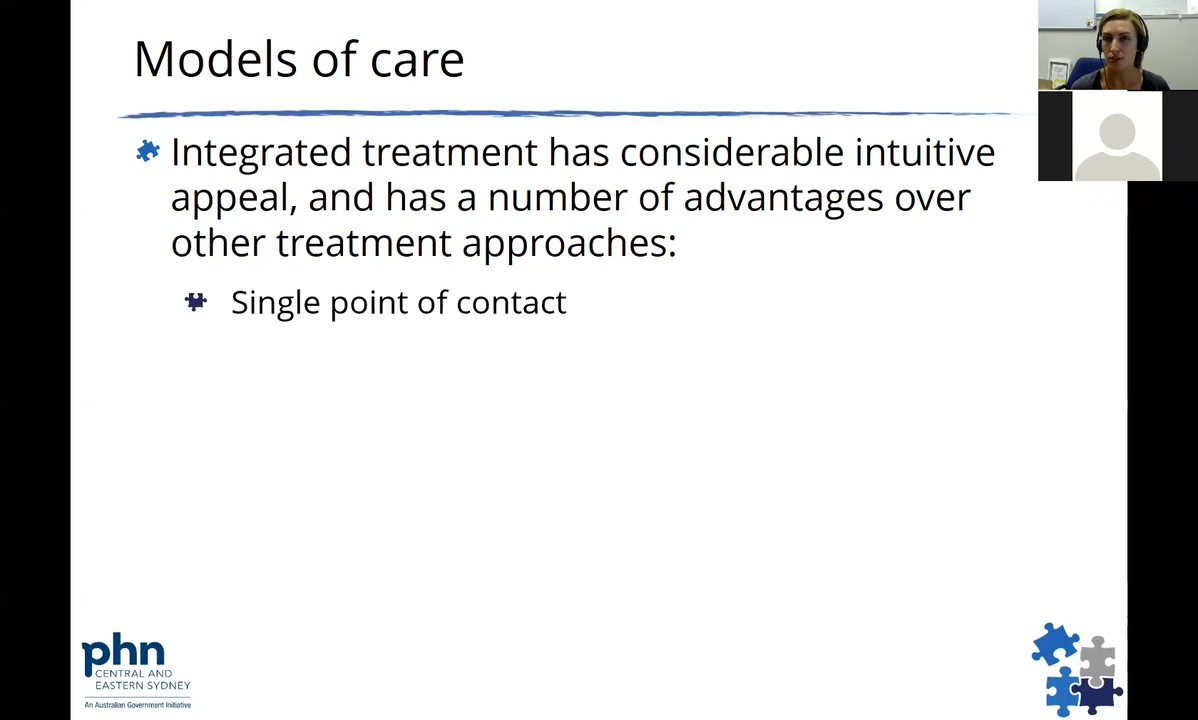 Models of care
Integrated treatment has considerable intuitive
appeal, and has a number of advantages over
other treatment approaches:
Single point of contact
phn
CENTRAL AND
EASTERN SYDNEY
An Australian Government Initiative